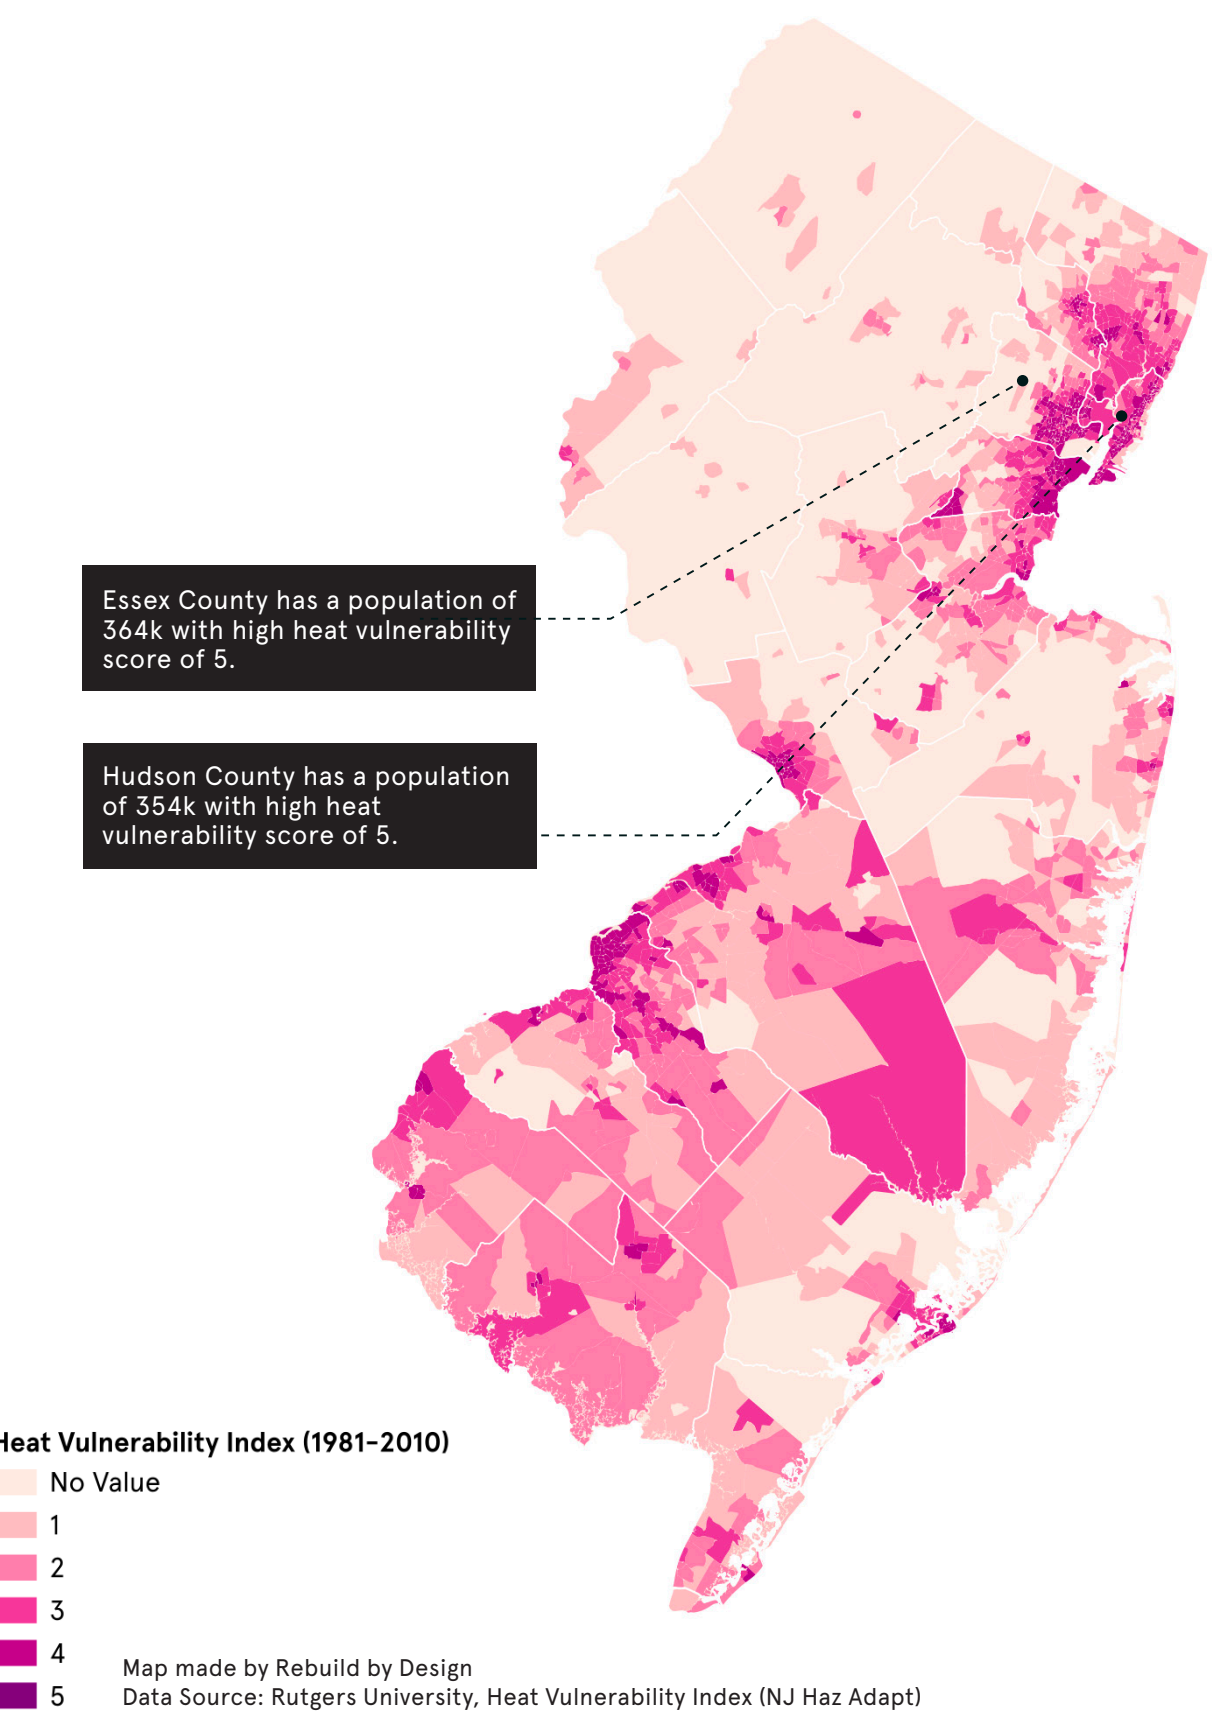 Essex County has a population of
364k with high heat vulnerability
score of 5.
Hudson County has a population
of 354k with high heat
vulnerability score of 5.
Heat Vulnerability Index (1981–2010)
No Value
1
2
3
4
5
Map made by Rebuild by Design
Data Source: Rutgers University, Heat Vulnerability Index (NJ Haz Adapt)